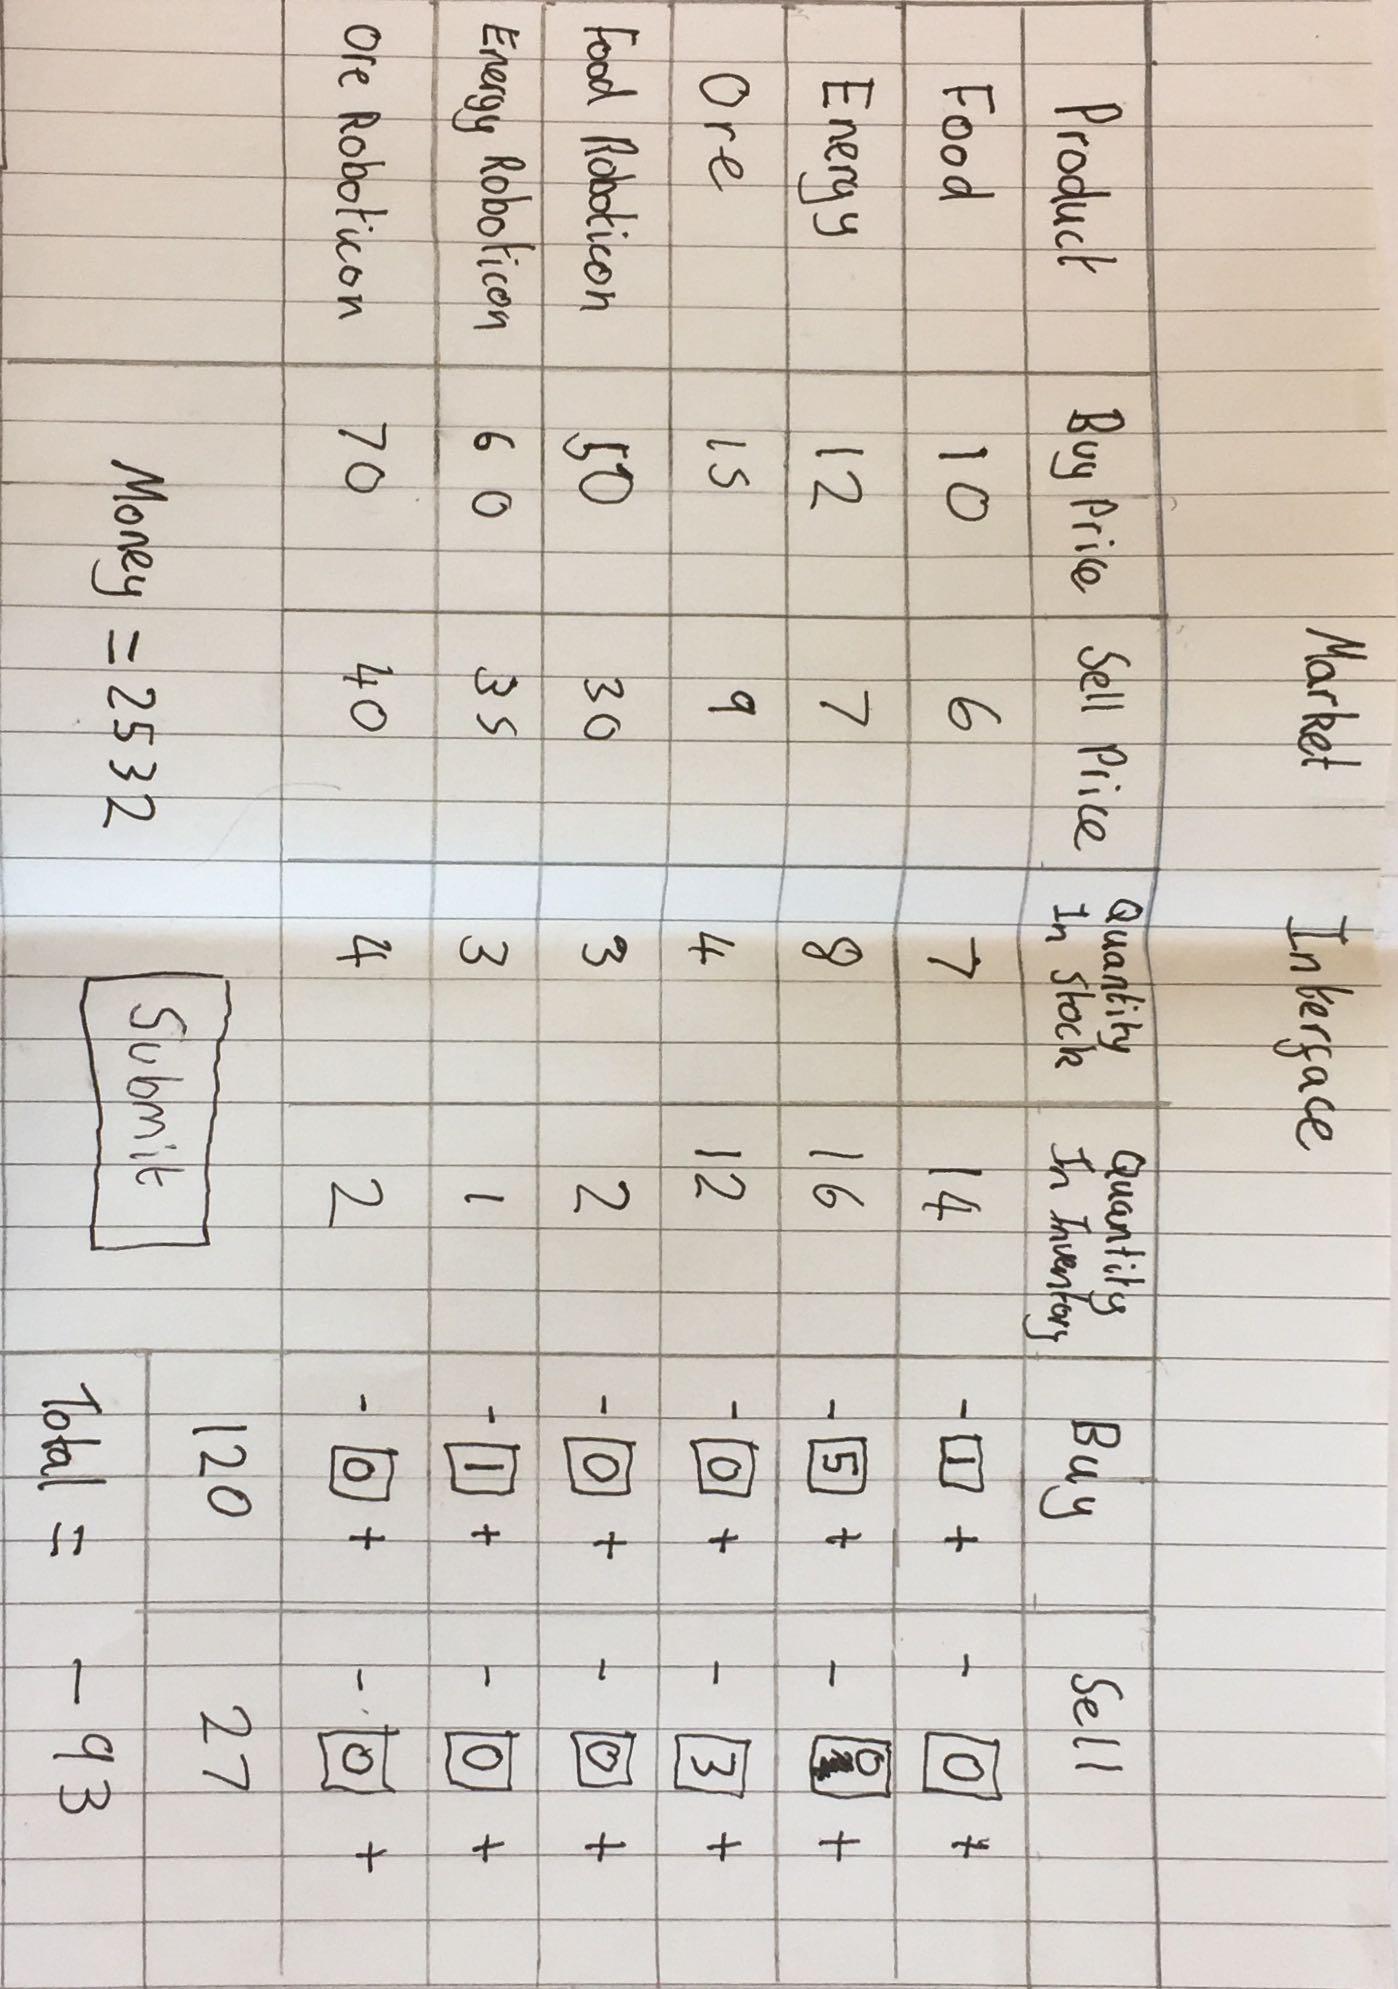 Market Interface
Product Buy Price Sell Price Quantity In Stock Quantity In Inventory Buy Sell
Food 10 6 7 14 - 1 + - 0 +
Energy 12 7 8 16 - 5 + - 0 +
Ore 15 9 4 12 - 0 + - 3 +
Food Roboticon 50 30 3 2 - 0 + - 0 +
Energy Roboticon 60 35 3 1 - 1 + - 0 +
Ore Roboticon 70 40 4 2 - 0 + - 0 +
120 27
Money = 2532 Submit
Total = - 93